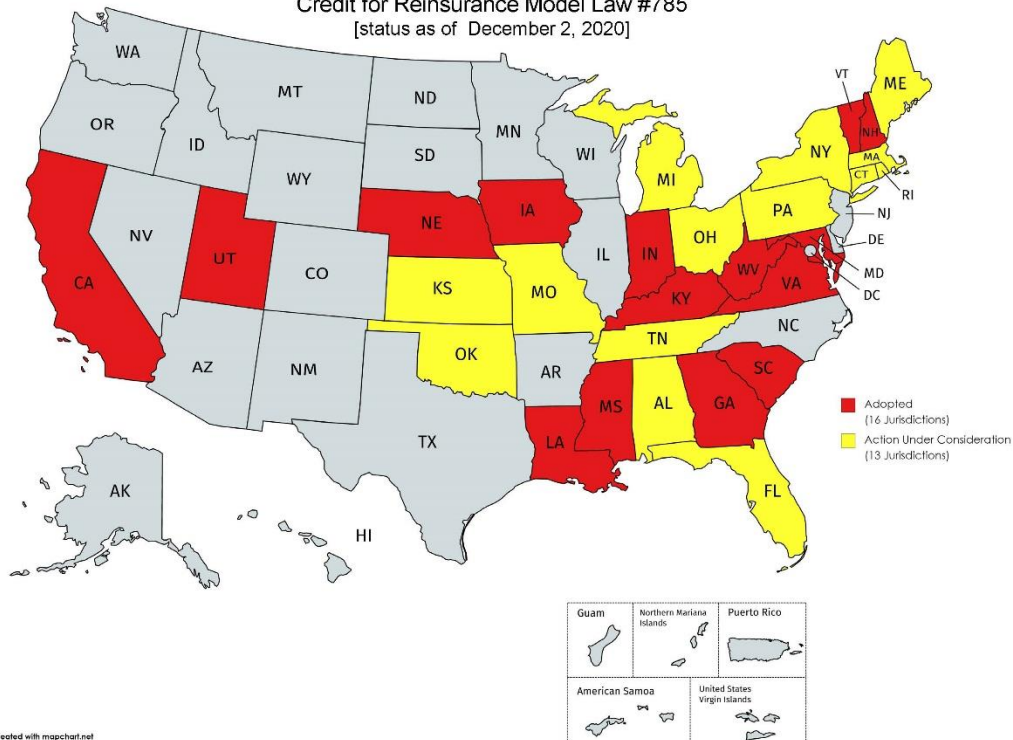 Credit for Reinsurance Model Law #785
[status as of December 2, 2020]
WA
OR
CA
NV
ID
MT
WY
UT
CO
AZ
NM
ND
SD
NE
KS
OK
TX
MN
IA
MO
AR
LA
WI
IL
MI
IN
OH
KY
TN
MS
AL
GA
FL
SC
NC
VA
WV
PA
NY
VT
NH
ME
MA
CT
RI
NJ
DE
MD
DC
AK
HI
Adopted
(16 Jurisdictions)
Action Under Consideration
(13 Jurisdictions)
Guam
Northern Mariana
Islands
Puerto Rico
American Samoa
United States
Virgin Islands
eated with mapchart.net